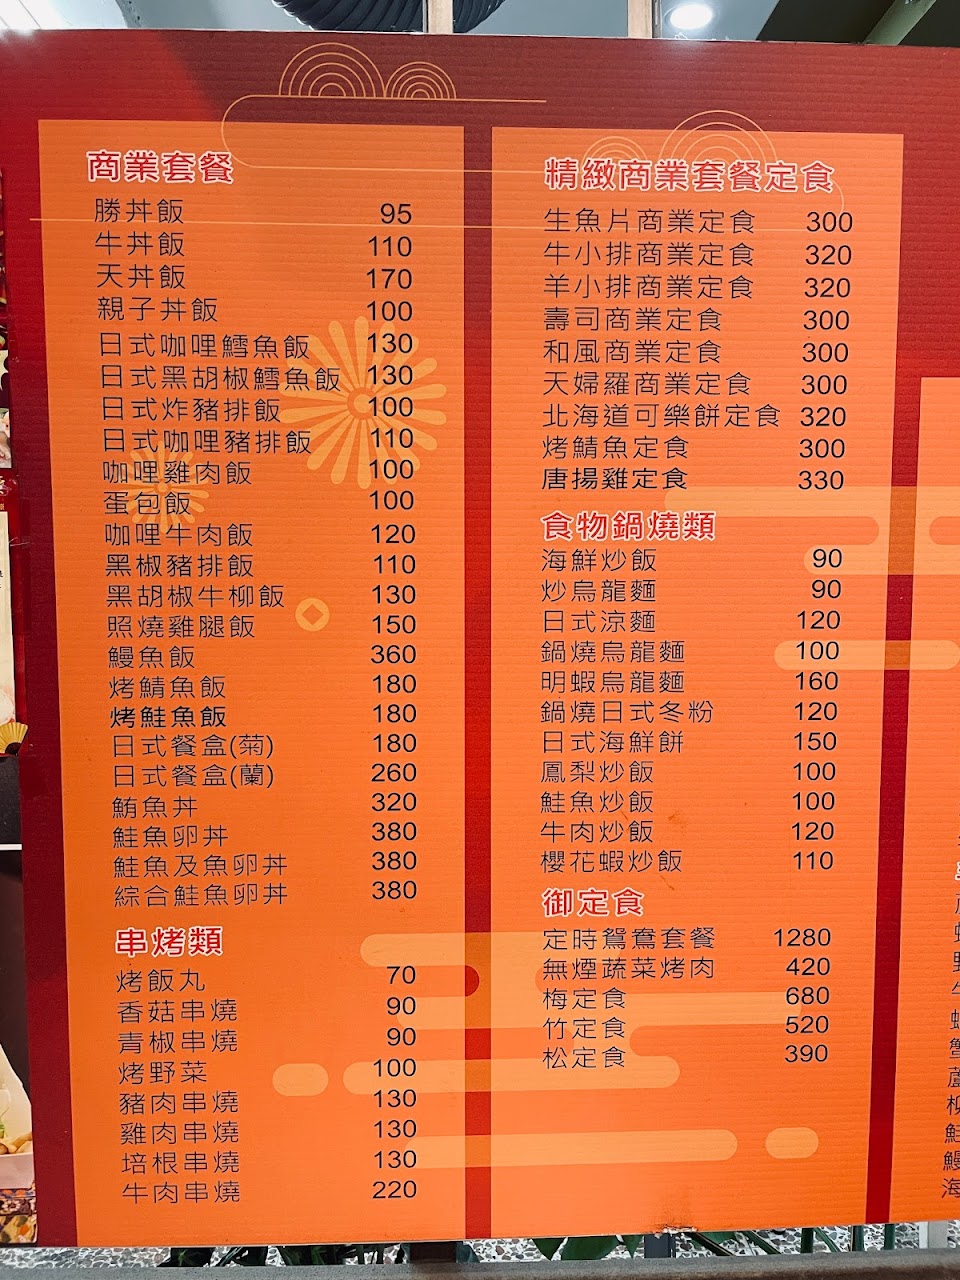 商業套餐
勝丼飯 95
牛丼飯 110
天丼飯 170
親子丼飯 100
日式咖哩鱈魚飯 130
日式黑胡椒鱈魚飯 130
日式炸豬排飯 100
日式咖哩豬排飯 110
咖哩雞肉飯 100
蛋包飯 100
咖哩牛肉飯 120
黑椒豬排飯 110
黑胡椒牛柳飯 130
照燒雞腿飯 150
鰻魚飯 360
烤鯖魚飯 180
烤鮭魚飯 180
日式餐盒(菊) 180
日式餐盒(蘭) 260
鮪魚丼 320
鮭魚卵丼 380
鮭魚及魚卵丼 380
綜合鮭魚卵丼 380
串烤類
烤飯丸 70
香菇串燒 90
青椒串燒 90
烤野菜 100
豬肉串燒 130
雞肉串燒 130
培根串燒 130
牛肉串燒 220
精緻商業套餐定食
生魚片商業定食 300
牛小排商業定食 320
羊小排商業定食 320
壽司商業定食 300
和風商業定食 300
天婦羅商業定食 300
北海道可樂餅定食 320
烤鯖魚定食 300
唐揚雞定食 330
食物鍋燒類
海鮮炒飯 90
炒烏龍麵 90
日式涼麵 120
鍋燒烏龍麵 100
明蝦烏龍麵 160
鍋燒日式冬粉 120
日式海鮮餅 150
鳳梨炒飯 100
鮭魚炒飯 100
牛肉炒飯 120
櫻花蝦炒飯 110
御定食
定時鴛鴦套餐 1280
無煙蔬菜烤肉 420
梅定食 680
竹定食 520
松定食 390